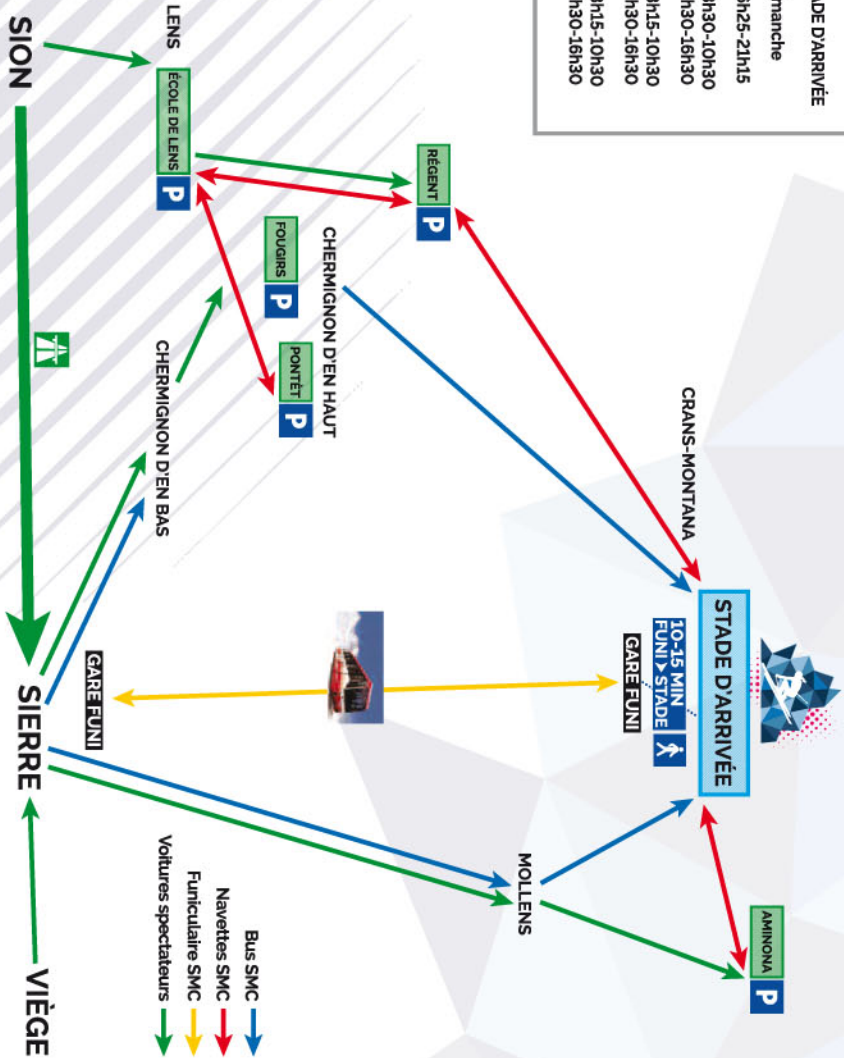 ADE D'ARRIVÉE
manche
h25-21h15
h30-10h30
h30-16h30
h15-10h30
h30-16h30
h15-10h30
h30-16h30
AMINONA P
STADE D'ARRIVÉE
CRANS-MONTANA
10-15 MIN
FUNI > STADE
GARE FUNI
MOLLENS
RÉGENT P
CHERMIGNON D'EN HAUT
FOUGIRS P
PONTÈT P
LENS
ÉCOLE DE LENS P
CHERMIGNON D'EN BAS
GARE FUNI
Bus SMC
Navettes SMC
Funiculaire SMC
Voitures spectateurs
SION
SIERRE
VIÈGE